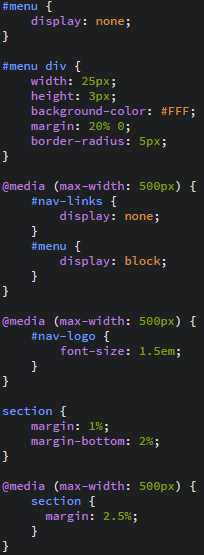 #menu {
    display: none;
}

#menu div {
    width: 25px;
    height: 3px;
    background-color: #FFF;
    margin: 20% 0;
    border-radius: 5px;
}

@media (max-width: 500px) {
    #nav-links {
        display: none;
    }
    #menu {
        display: block;
    }
}

@media (max-width: 500px) {
    #nav-logo {
        font-size: 1.5em;
    }
}

section {
    margin: 1%;
    margin-bottom: 2%;
}

@media (max-width: 500px) {
    section {
      margin: 2.5%;
    }
}